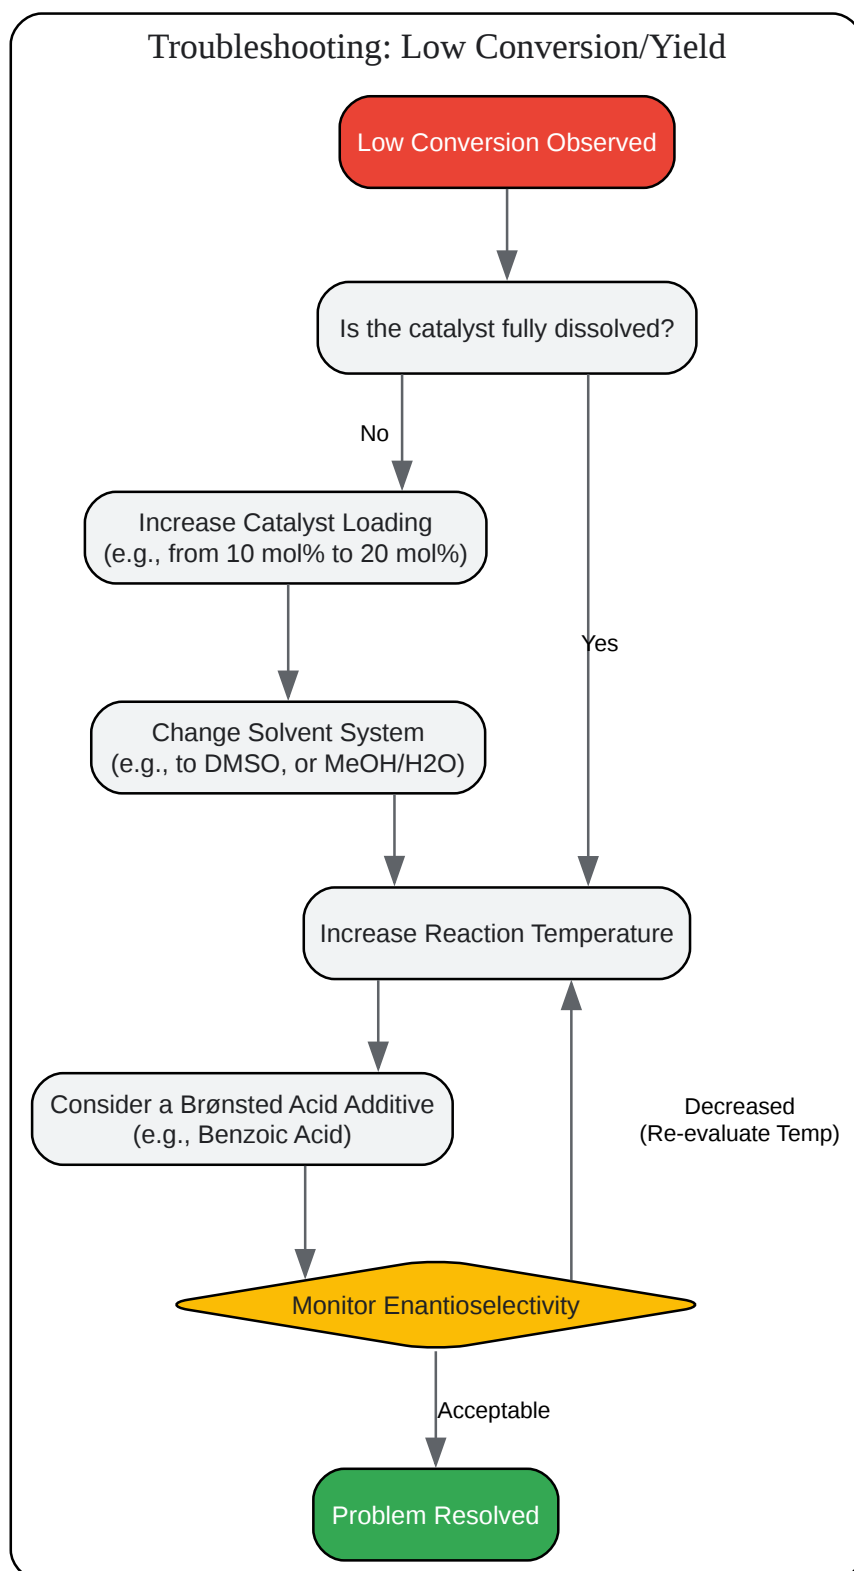 Troubleshooting: Low Conversion/Yield
Low Conversion Observed
Is the catalyst fully dissolved?
No
Increase Catalyst Loading
(e.g., from 10 mol% to 20 mol%)
Yes
Change Solvent System
(e.g., to DMSO, or MeOH/H2O)
Increase Reaction Temperature
Consider a Brønsted Acid Additive
(e.g., Benzoic Acid)
Decreased
(Re-evaluate Temp)
Monitor Enantioselectivity
Acceptable
Problem Resolved